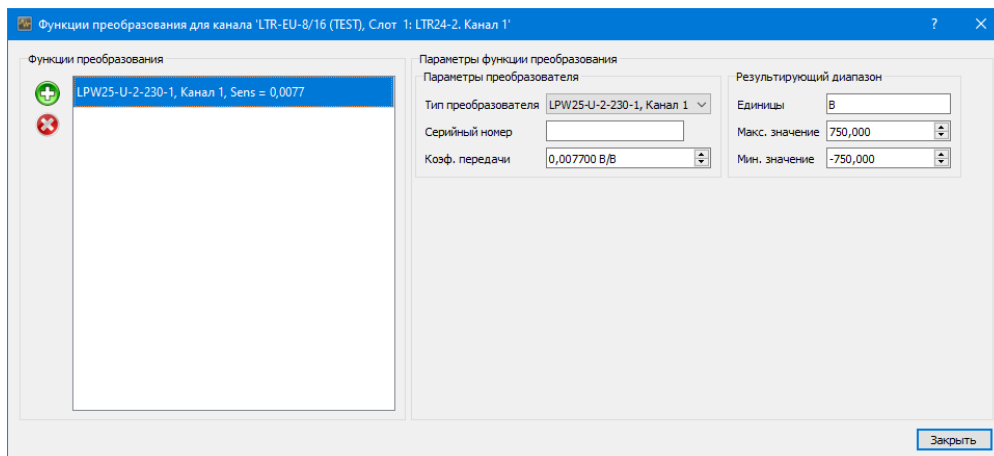 Функции преобразования для канала 'LTR-EU-8/16 (TEST), Слот 1: LTR24-2. Канал 1'
Функции преобразования
LPW25-U-2-230-1, Канал 1, Sens = 0,0077
Параметры функции преобразования
Параметры преобразователя
Тип преобразователя LPW25-U-2-230-1, Канал 1
Серийный номер
Коэф. передачи 0,007700 В/В
Результирующий диапазон
Единицы В
Макс. значение 750,000
Мин. значение -750,000
Закрыть